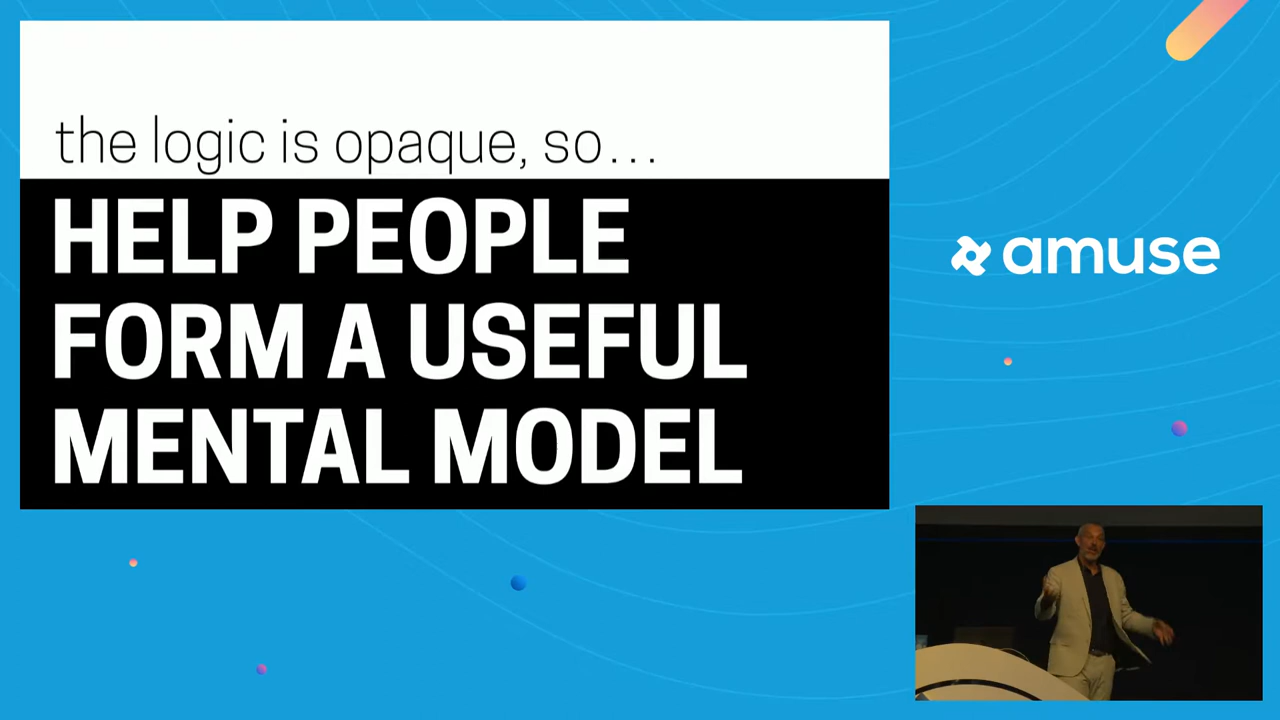 the logic is opaque, so...
HELP PEOPLE
FORM A USEFUL
MENTAL MODEL
amuse